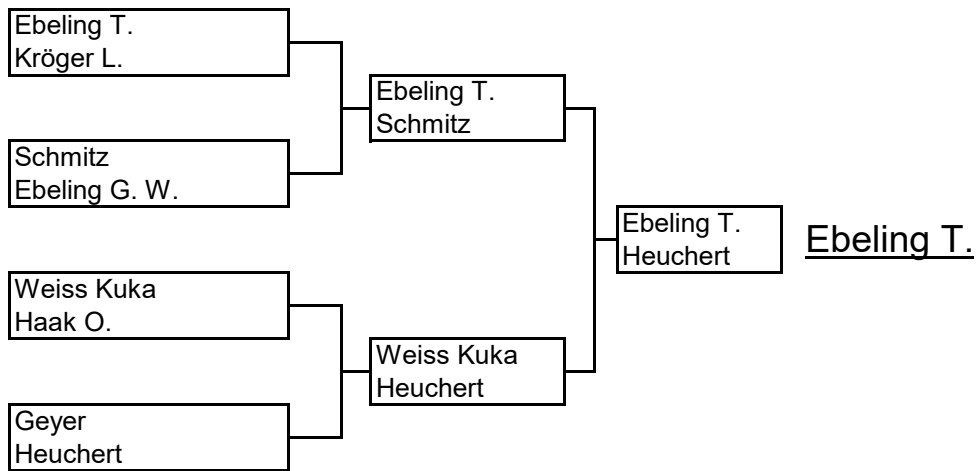 Ebeling T.
Kröger L.
Schmitz
Ebeling G. W.
Weiss Kuka
Haak O.
Geyer
Heuchert
Ebeling T.
Schmitz
Weiss Kuka
Heuchert
Ebeling T.
Heuchert
Ebeling T.